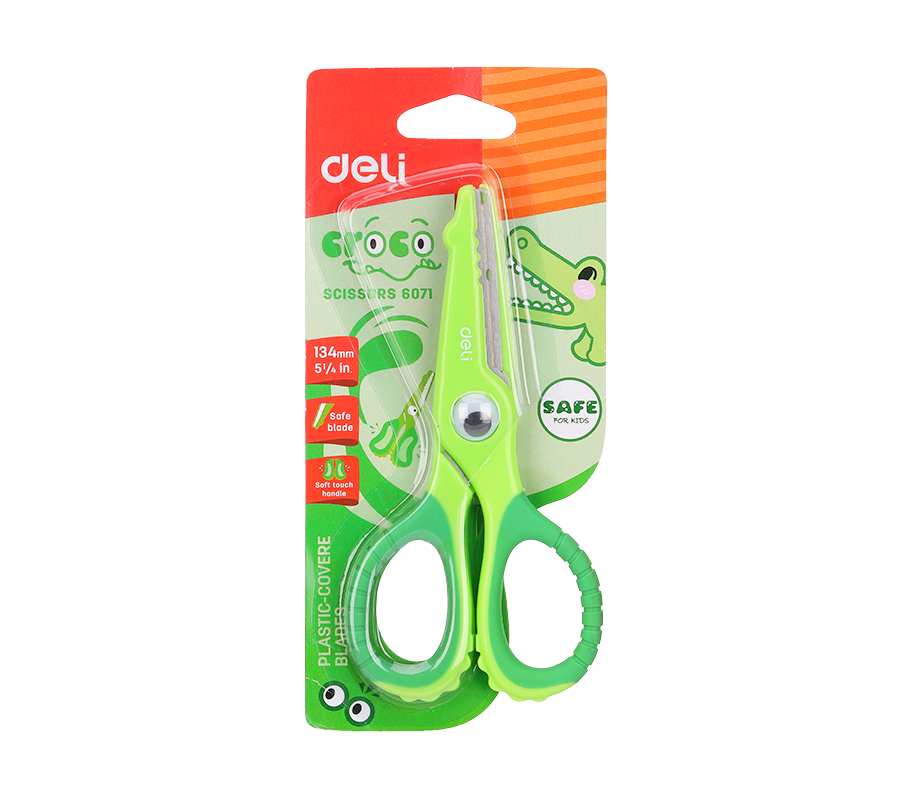 deli
croco
SCISSORS 6071
deli
134mm
5¼ in.
SAFE
FOR KIDS
Safe
blade
Soft touch
handle
PLASTIC-COVERE
BLADES